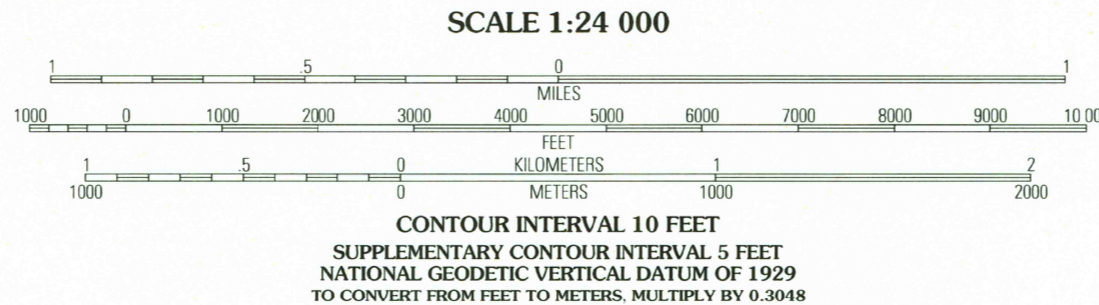 SCALE 1:24 000
1 .5 0 1
MILES
1000 0 1000 2000 3000 4000 5000 6000 7000 8000 9000 10 00
FEET
1 .5 0 KILOMETERS 1 2
1000 0 METERS 1000 2000
CONTOUR INTERVAL 10 FEET
SUPPLEMENTARY CONTOUR INTERVAL 5 FEET
NATIONAL GEODETIC VERTICAL DATUM OF 1929
TO CONVERT FROM FEET TO METERS, MULTIPLY BY 0.3048